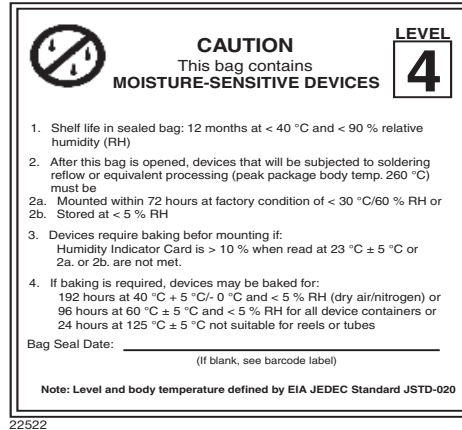 CAUTION
This bag contains
MOISTURE-SENSITIVE DEVICES
LEVEL
4
1. Shelf life in sealed bag: 12 months at < 40 °C and < 90 % relative
humidity (RH)
2. After this bag is opened, devices that will be subjected to soldering
reflow or equivalent processing (peak package body temp. 260 °C)
must be
2a. Mounted within 72 hours at factory condition of < 30 °C/60 % RH or
2b. Stored at < 5 % RH
3. Devices require baking befor mounting if:
Humidity Indicator Card is > 10 % when read at 23 °C ± 5 °C or
2a. or 2b. are not met.
4. If baking is required, devices may be baked for:
192 hours at 40 °C + 5 °C/- 0 °C and < 5 % RH (dry air/nitrogen) or
96 hours at 60 °C ± 5 °C and < 5 % RH for all device containers or
24 hours at 125 °C ± 5 °C not suitable for reels or tubes
Bag Seal Date:
(If blank, see barcode label)
Note: Level and body temperature defined by EIA JEDEC Standard JSTD-020
22522